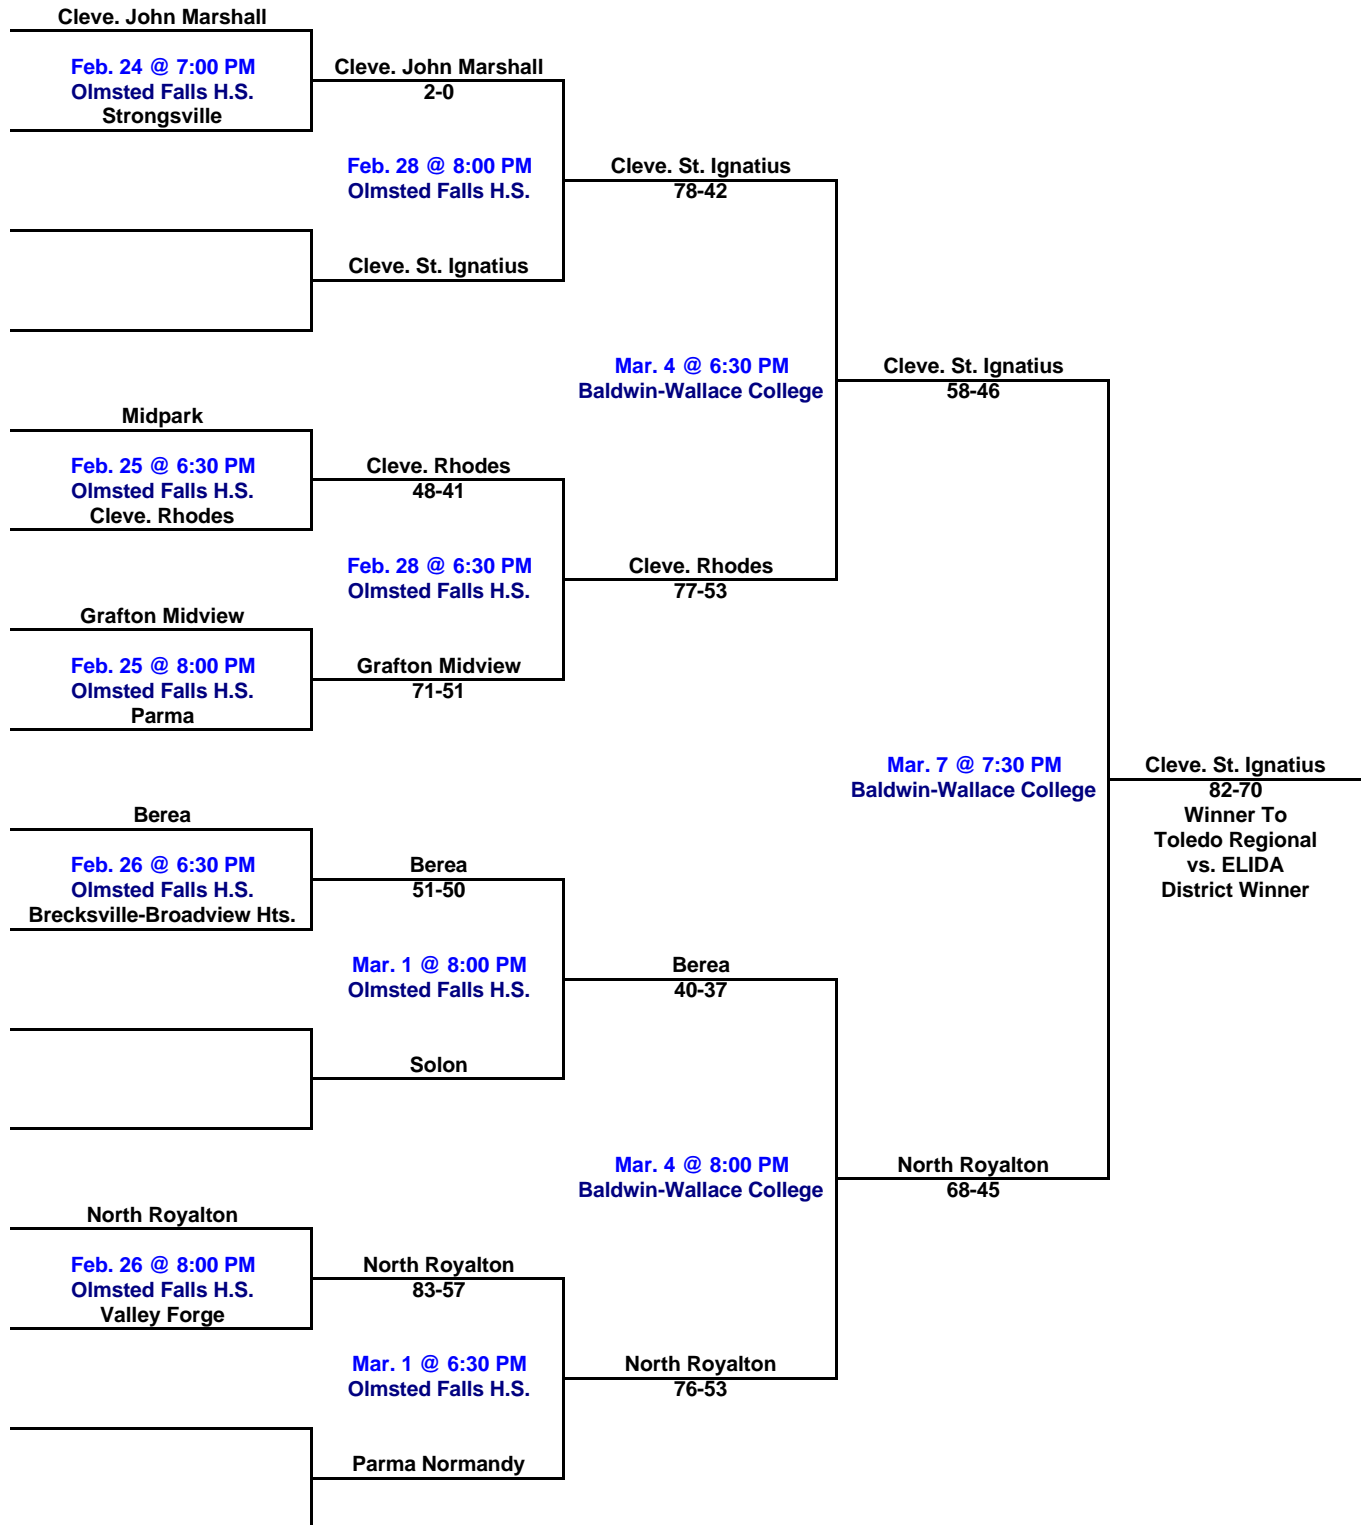 Cleve. John Marshall
Feb. 24 @ 7:00 PM
Olmsted Falls H.S.
Strongsville
Cleve. John Marshall
2-0
Feb. 28 @ 8:00 PM
Olmsted Falls H.S.
Cleve. St. Ignatius
Cleve. St. Ignatius
78-42
Mar. 4 @ 6:30 PM
Baldwin-Wallace College
Cleve. St. Ignatius
58-46
Midpark
Feb. 25 @ 6:30 PM
Olmsted Falls H.S.
Cleve. Rhodes
Cleve. Rhodes
48-41
Feb. 28 @ 6:30 PM
Olmsted Falls H.S.
Cleve. Rhodes
77-53
Grafton Midview
Feb. 25 @ 8:00 PM
Olmsted Falls H.S.
Parma
Grafton Midview
71-51
Mar. 7 @ 7:30 PM
Baldwin-Wallace College
Cleve. St. Ignatius
82-70
Winner To
Toledo Regional
vs. ELIDA
District Winner
Berea
Feb. 26 @ 6:30 PM
Olmsted Falls H.S.
Brecksville-Broadview Hts.
Berea
51-50
Mar. 1 @ 8:00 PM
Olmsted Falls H.S.
Berea
40-37
Solon
Mar. 4 @ 8:00 PM
Baldwin-Wallace College
North Royalton
68-45
North Royalton
Feb. 26 @ 8:00 PM
Olmsted Falls H.S.
Valley Forge
North Royalton
83-57
Mar. 1 @ 6:30 PM
Olmsted Falls H.S.
North Royalton
76-53
Parma Normandy